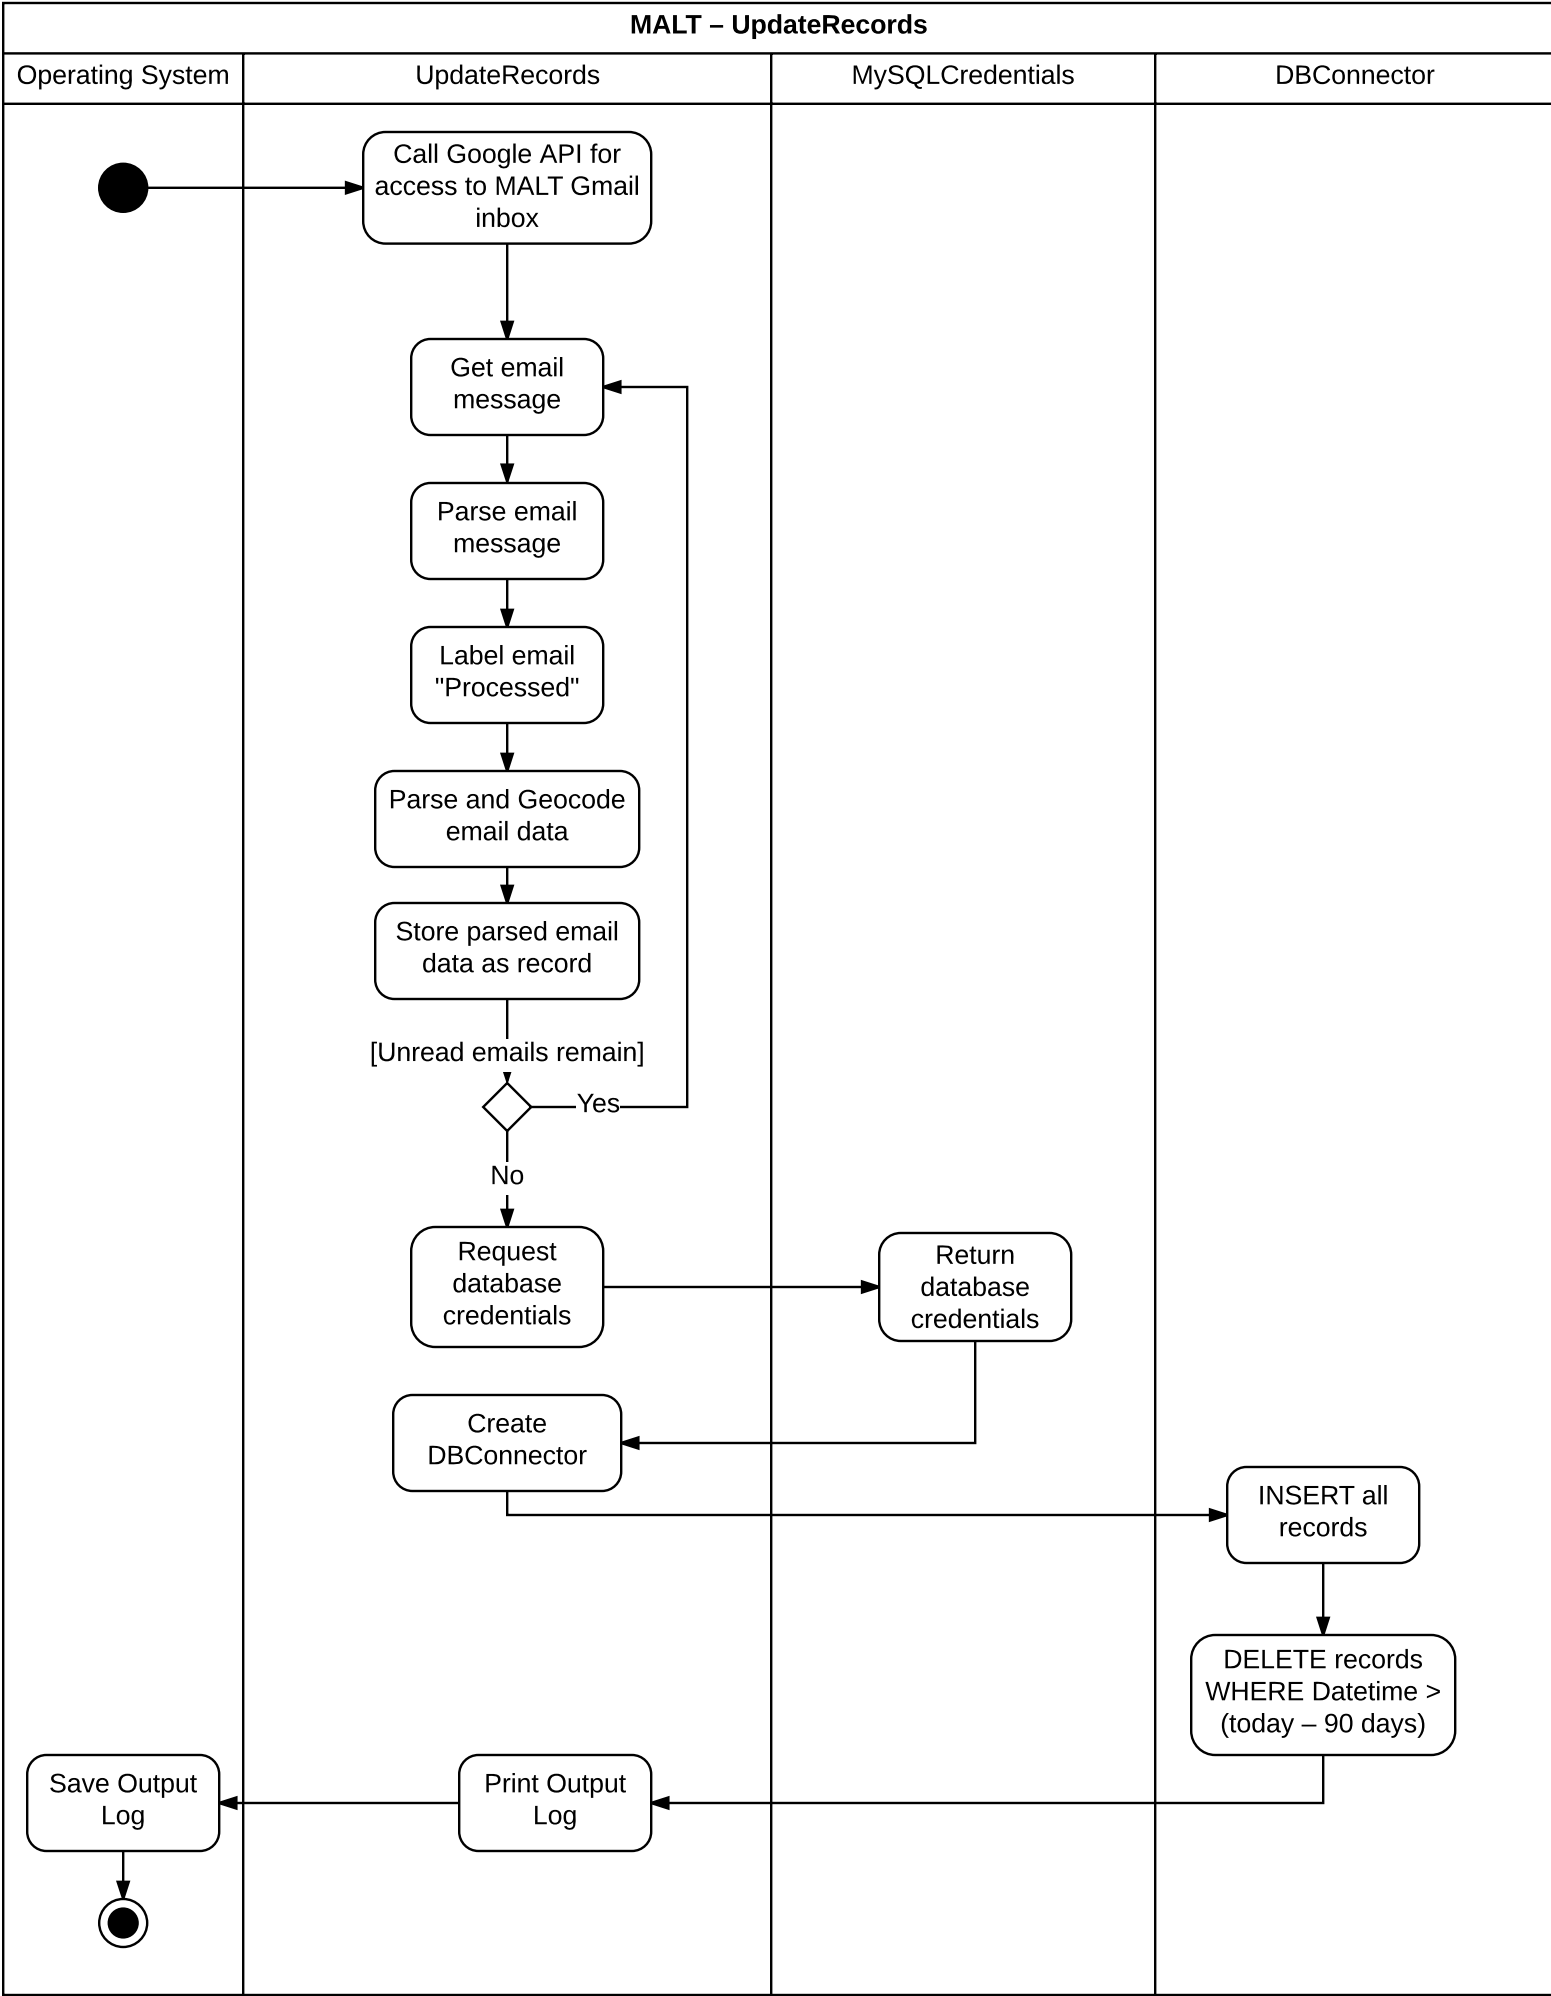 MALT – UpdateRecords
Operating System
UpdateRecords
MySQLCredentials
DBConnector
Call Google API for
access to MALT Gmail
inbox
Get email
message
Parse email
message
Label email
"Processed"
Parse and Geocode
email data
Store parsed email
data as record
[Unread emails remain]
Yes
No
Request
database
credentials
Return
database
credentials
Create
DBConnector
INSERT all
records
DELETE records
WHERE Datetime >
(today – 90 days)
Save Output
Log
Print Output
Log